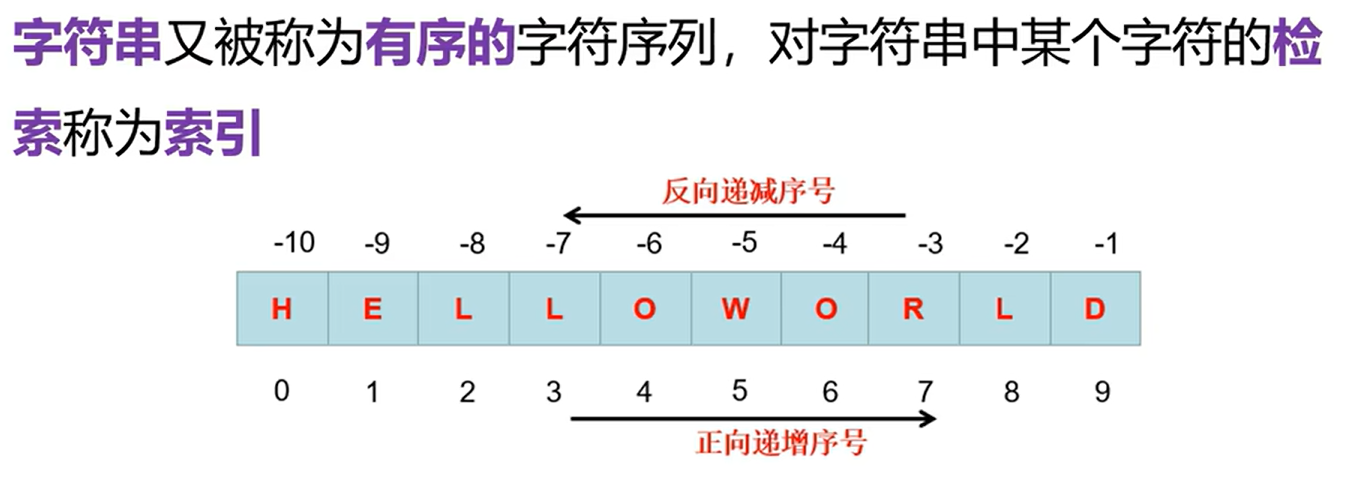 字符串又被称为有序的字符序列，对字符串中某个字符的检
索称为索引
反向递减序号
-10 -9 -8 -7 -6 -5 -4 -3 -2 -1
H E L L O W O R L D
0 1 2 3 4 5 6 7 8 9
正向递增序号